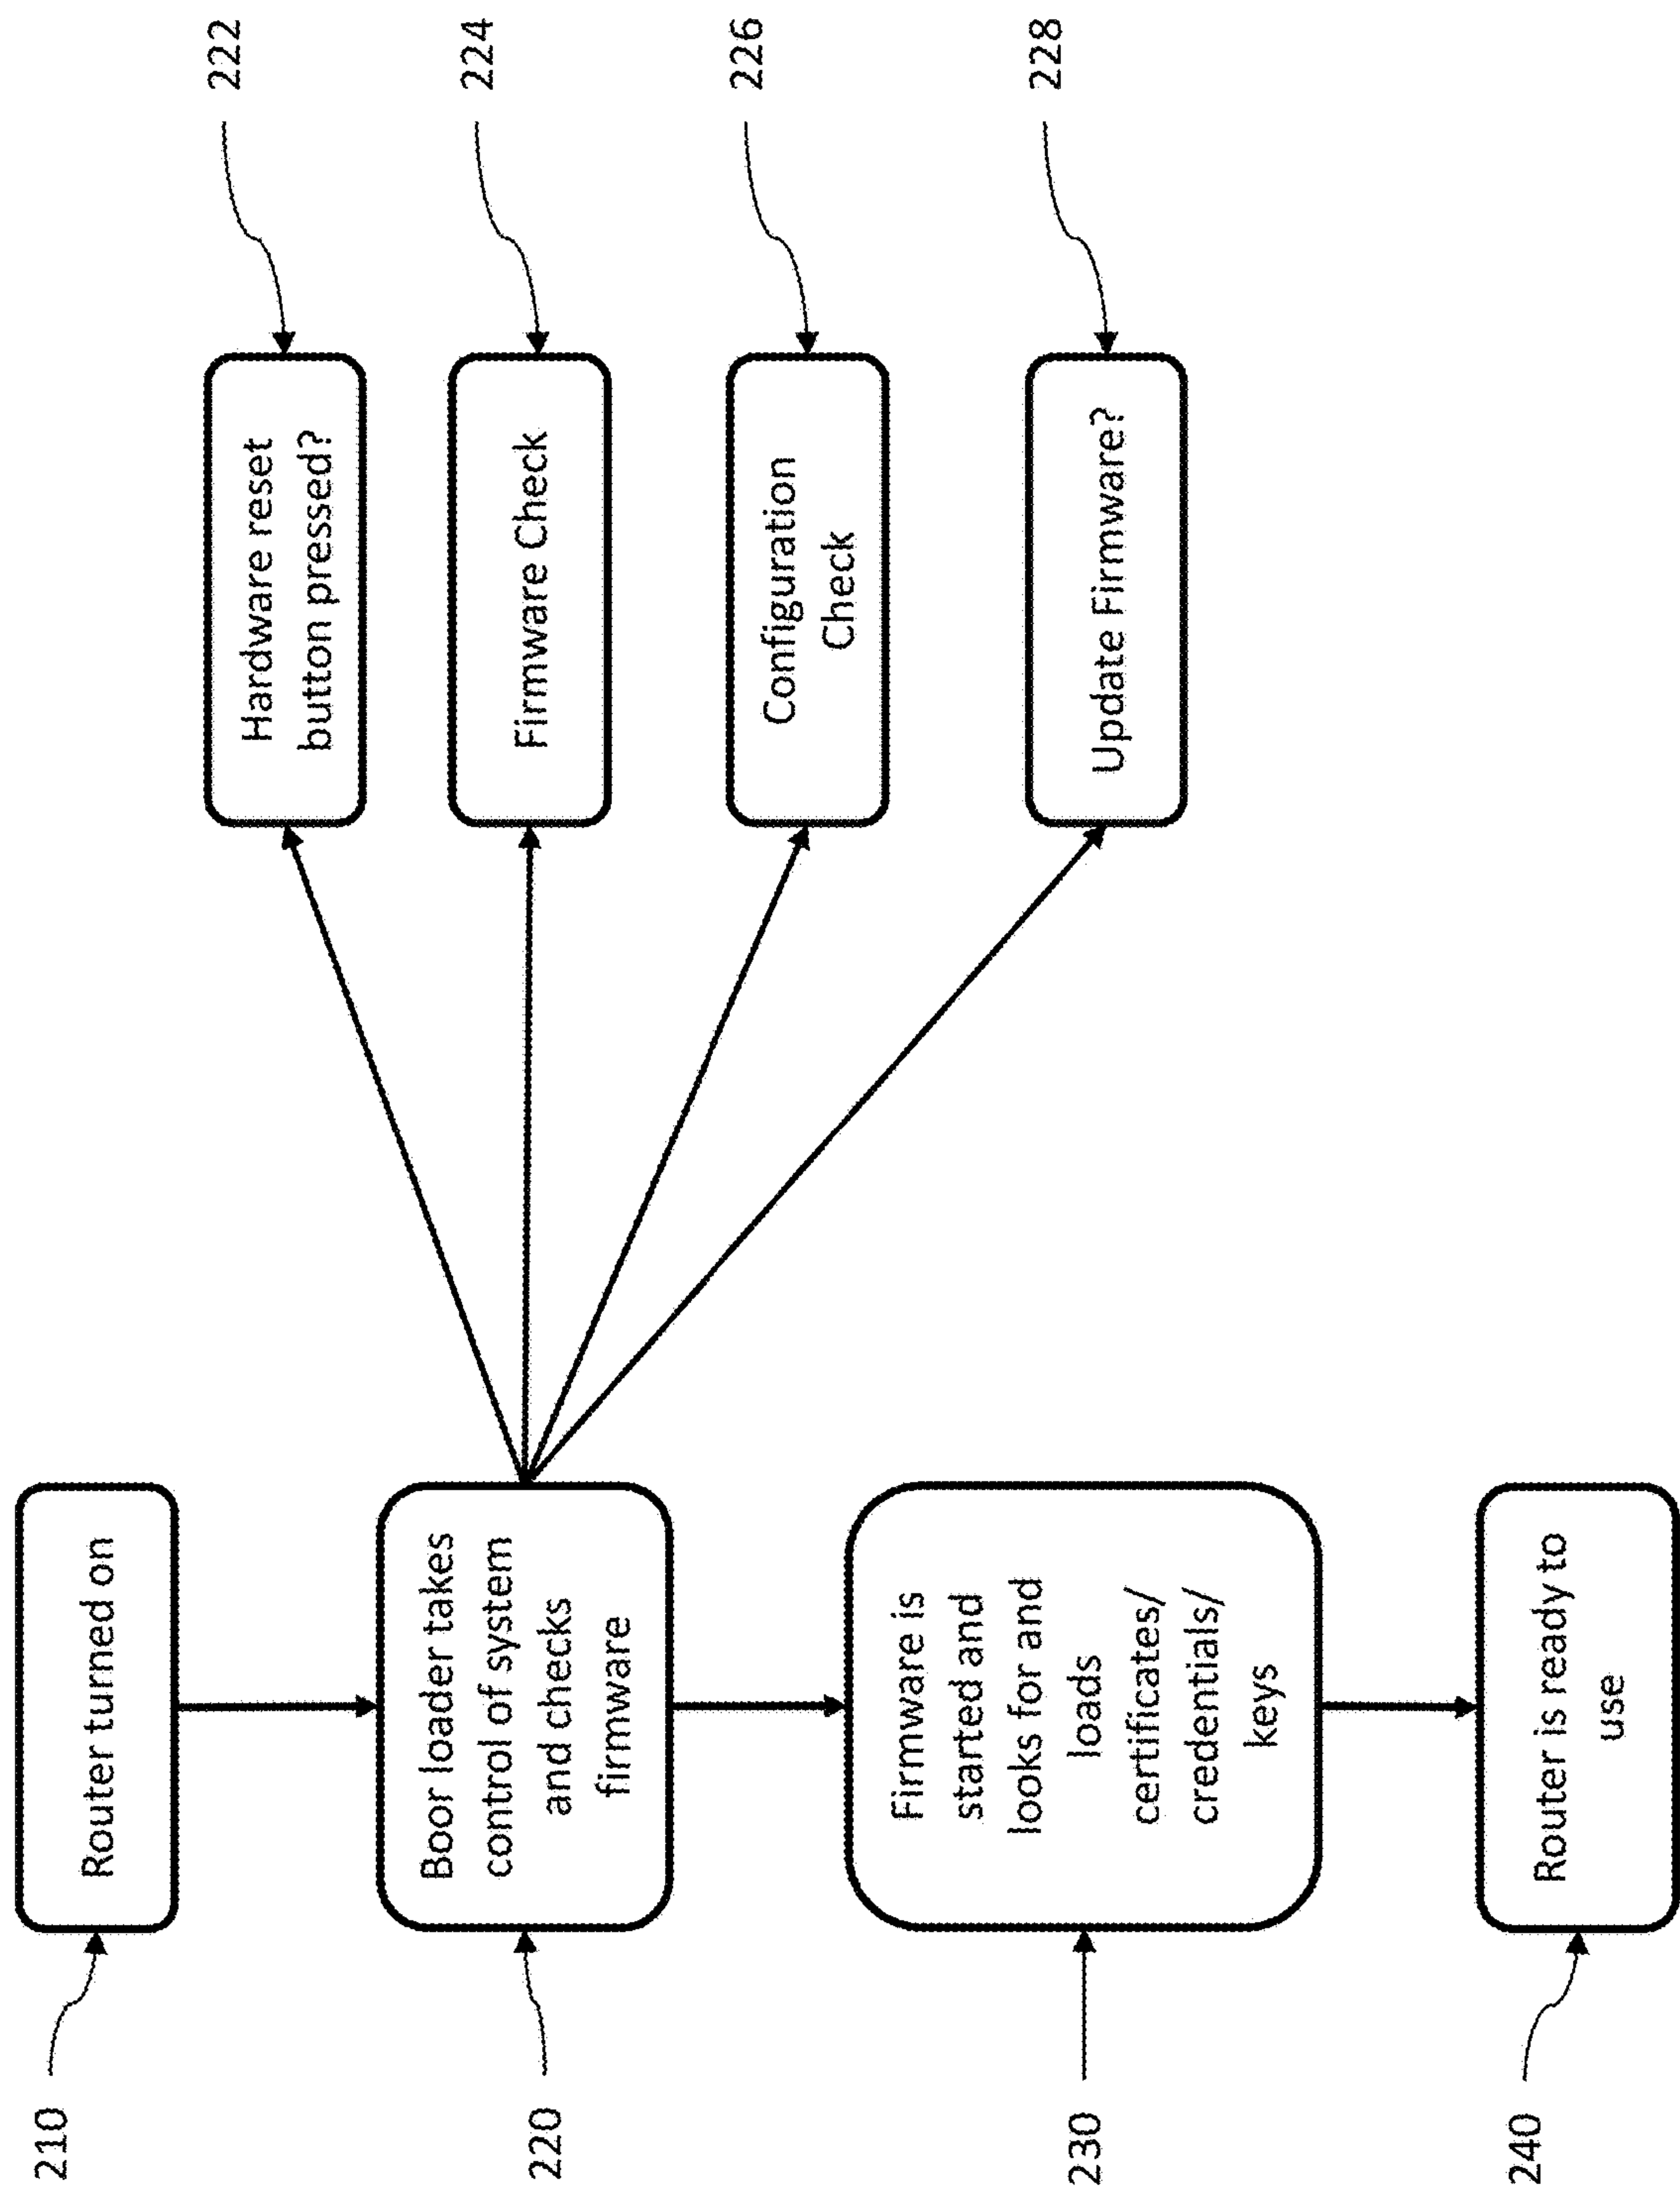 210
Router turned on
220
Boor loader takes
control of system
and checks
firmware
222
Hardware reset
button pressed?
224
Firmware Check
226
Configuration
Check
228
Update Firmware?
230
Firmware is
started and
looks for and
loads
certificates/
credentials/
keys
240
Router is ready to
use